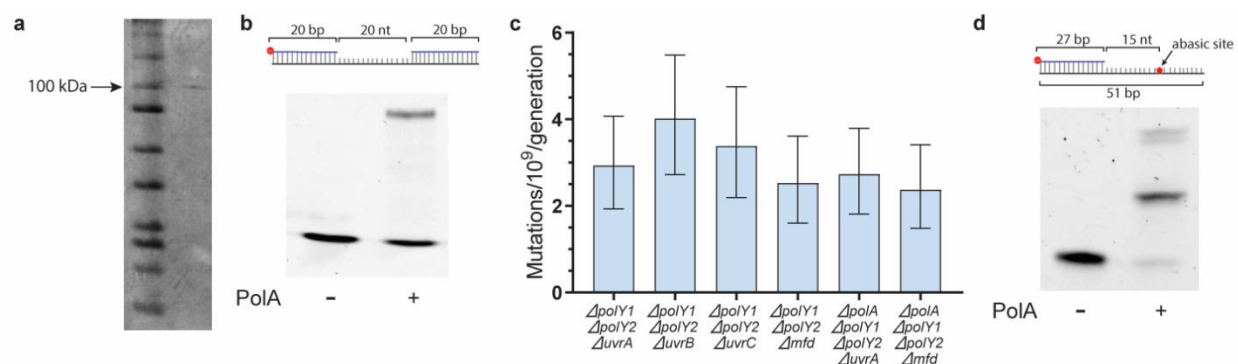 a
100 kDa
b
20 bp
20 nt
20 bp
PolA
-
+
c
Mutations/10⁹/generation
6
4
2
0
ΔpolY1
ΔpolY2
ΔuvrA
ΔpolY1
ΔpolY2
ΔuvrB
ΔpolY1
ΔpolY2
ΔuvrC
ΔpolY1
ΔpolY2
Δmfd
ΔpolA
ΔpolY1
ΔpolY2
ΔuvrA
ΔpolA
ΔpolY1
ΔpolY2
Δmfd
d
27 bp
15 nt
abasic site
51 bp
PolA
-
+